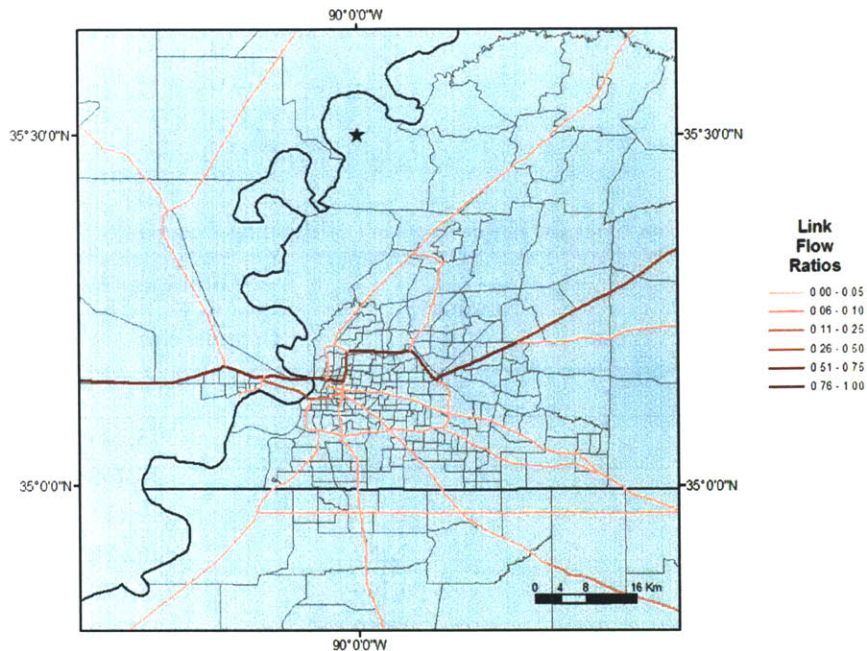 90°0'0"W
35°30'0"N
35°30'0"N
Link
Flow
Ratios
0.00 - 0.05
0.06 - 0.10
0.11 - 0.25
0.26 - 0.50
0.51 - 0.75
0.76 - 1.00
35°0'0"N
35°0'0"N
0 4 8 16 Km
90°0'0"W